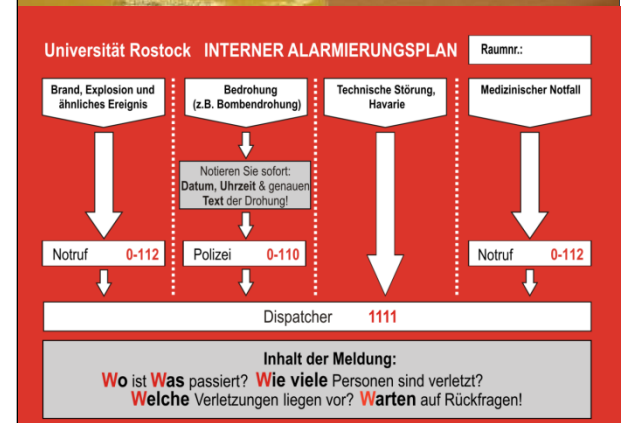 Universität Rostock INTERNER ALARMIERUNGSPLAN
Raumnr.:
Brand, Explosion und
ähnliches Ereignis
Bedrohung
(z.B. Bombendrohung)
Technische Störung,
Havarie
Medizinischer Notfall
Notieren Sie sofort:
Datum, Uhrzeit & genauen
Text der Drohung!
Notruf 0-112
Polizei 0-110
Notruf 0-112
Dispatcher 1111
Inhalt der Meldung:
Wo ist Was passiert? Wie viele Personen sind verletzt?
Welche Verletzungen liegen vor? Warten auf Rückfragen!